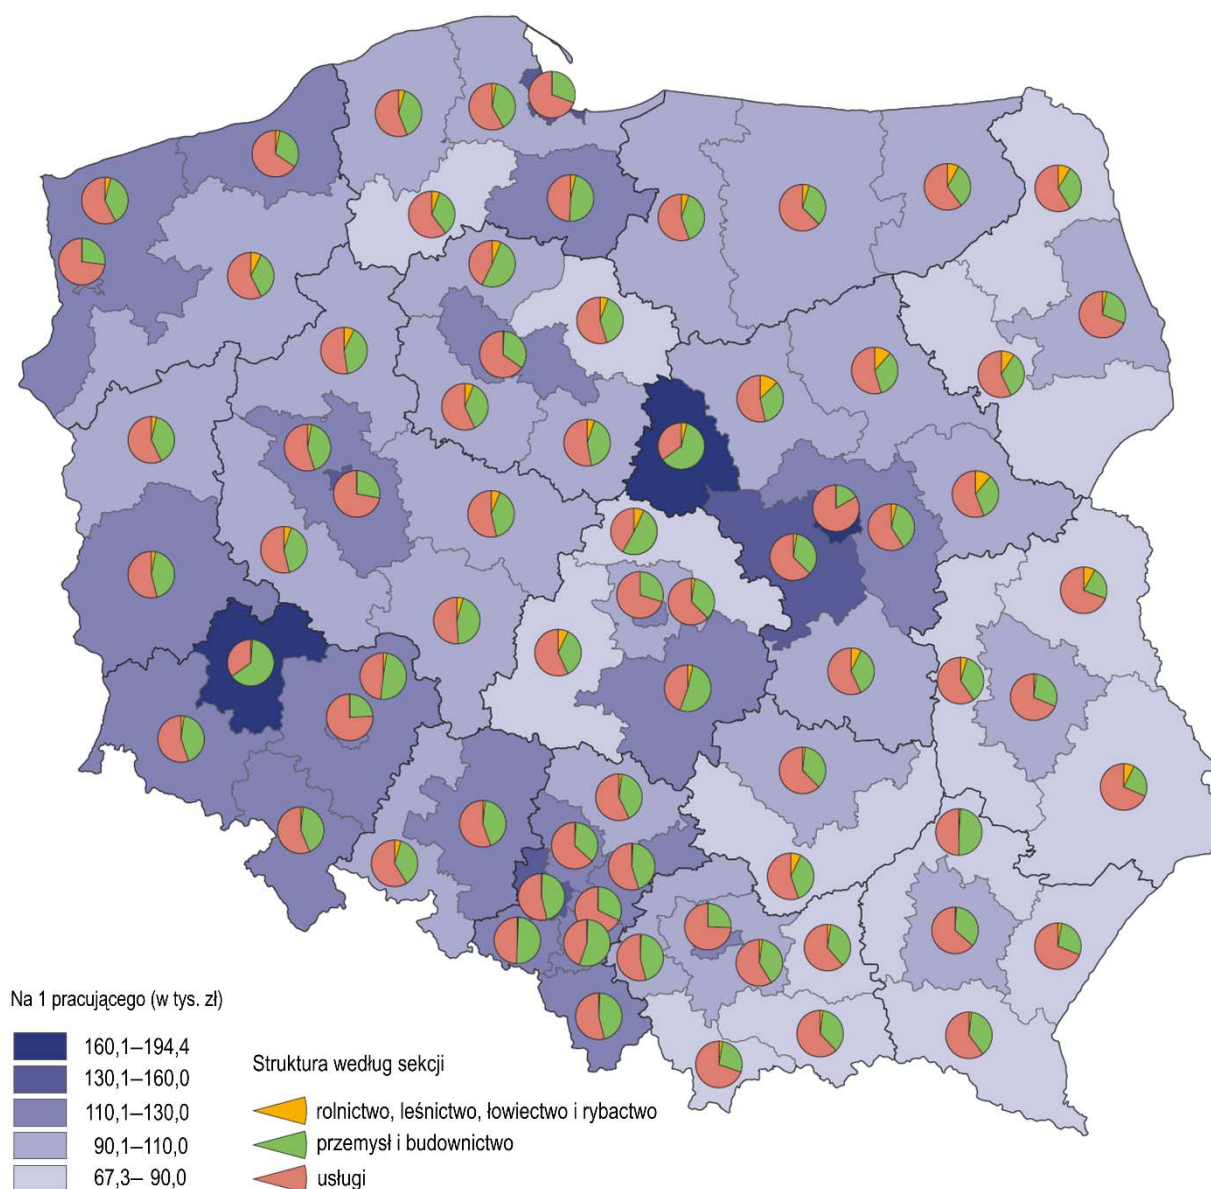 Na 1 pracującego (w tys. zł)
160,1–194,4
130,1–160,0
110,1–130,0
90,1–110,0
67,3– 90,0
Struktura według sekcji
rolnictwo, leśnictwo, łowiectwo i rybactwo
przemysł i budownictwo
usługi